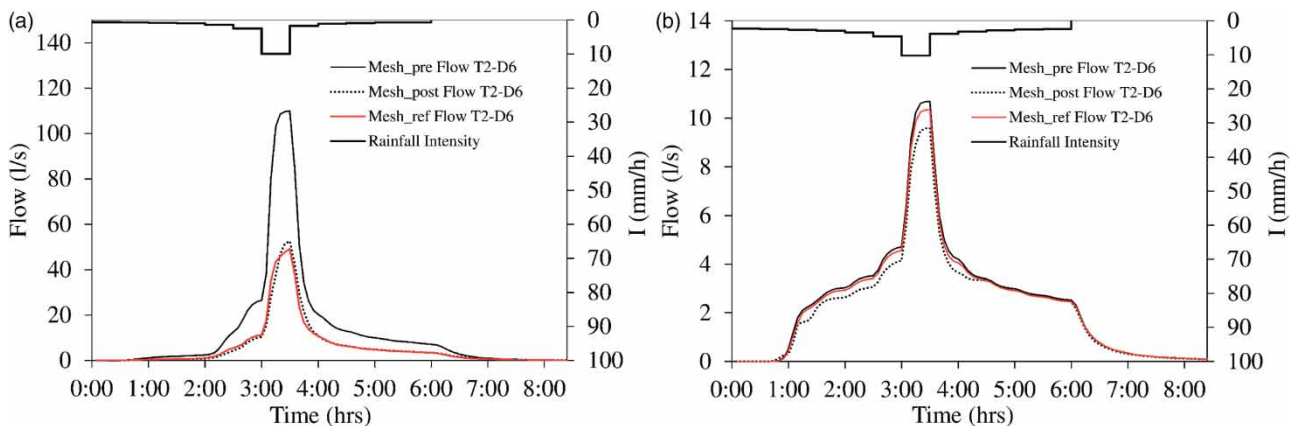 (a)
160
140
120
100
80
60
40
20
0
Flow (l/s)
0:00 1:00 2:00 3:00 4:00 5:00 6:00 7:00 8:00
Time (hrs)
0
10
20
30
40
50
60
70
80
90
100
I (mm/h)
Mesh_pre Flow T2-D6
Mesh_post Flow T2-D6
Mesh_ref Flow T2-D6
Rainfall Intensity
(b)
14
12
10
8
6
4
2
0
Flow (l/s)
0:00 1:00 2:00 3:00 4:00 5:00 6:00 7:00 8:00
Time (hrs)
0
10
20
30
40
50
60
70
80
90
100
I (mm/h)
Mesh_pre Flow T2-D6
Mesh_post Flow T2-D6
Mesh_ref Flow T2-D6
Rainfall Intensity